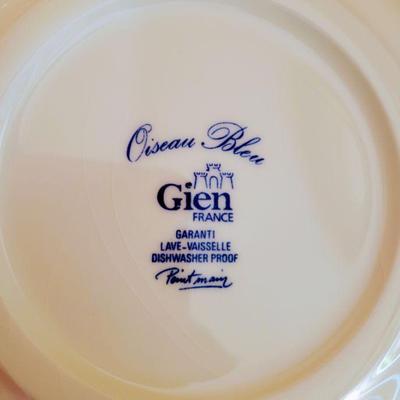 Oiseau Bleu
Gien
FRANCE
GARANTI
LAVE-VAISSELLE
DISHWASHER PROOF
Peint main